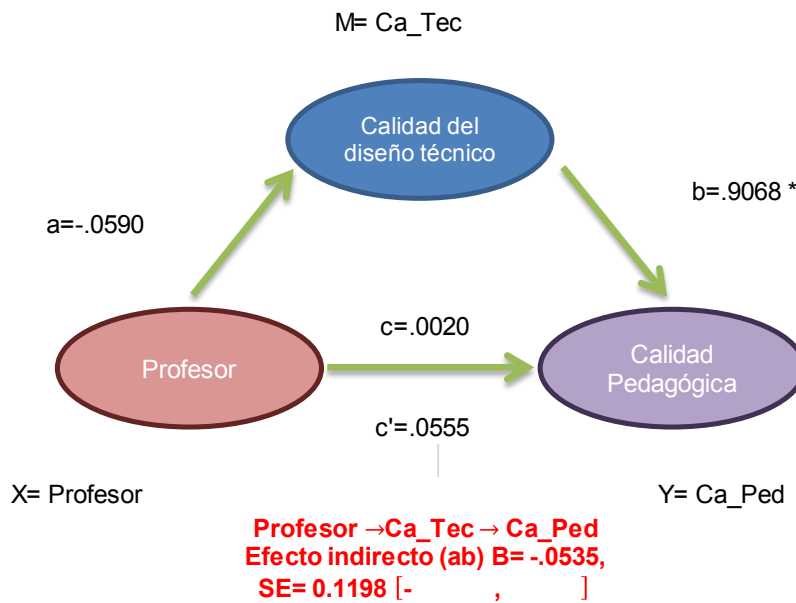 M= Ca_Tec
Calidad del
diseño técnico
a=-.0590
b=.9068 *
Profesor
c=.0020
Calidad
Pedagógica
c'=.0555
X= Profesor
Y= Ca_Ped
Profesor →Ca_Tec→ Ca_Ped
Efecto indirecto (ab) B= -.0535,
SE= 0.1198 [- , ]